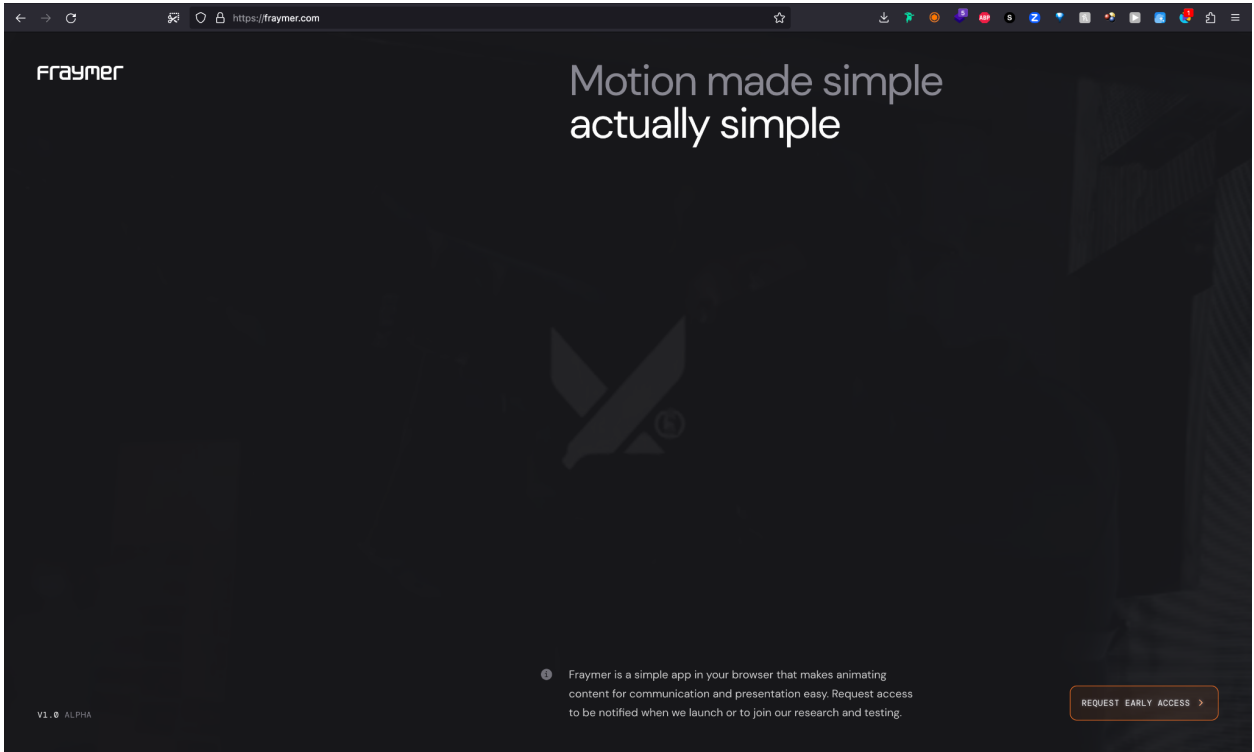 https://fraymer.com
Fraymer
Motion made simple
actually simple
Fraymer is a simple app in your browser that makes animating
content for communication and presentation easy. Request access
to be notified when we launch or to join our research and testing.
V1.0 ALPHA
REQUEST EARLY ACCESS >